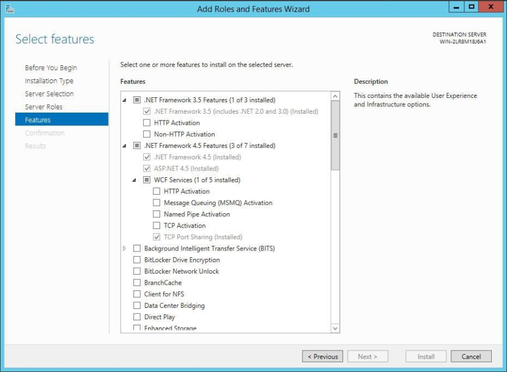 Add Roles and Features Wizard
Select features
DESTINATION SERVER
Before You Begin
Installation Type
Server Selection
Server Roles
Features
Confirmation
Results
Select one or more features to install on the selected server.
Features
.NET Framework 3.5 Features (1 of 3 installed)
.NET Framework 3.5 (includes .NET 2.0 and 3.0) (Installed)
HTTP Activation
Non-HTTP Activation
.NET Framework 4.5 Features (3 of 7 installed)
.NET Framework 4.5 (Installed)
ASP.NET 4.5 (Installed)
WCF Services (1 of 5 installed)
HTTP Activation
Message Queuing (MSMQ) Activation
Named Pipe Activation
TCP Activation
TCP Port Sharing (Installed)
Background Intelligent Transfer Service (BITS)
BitLocker Drive Encryption
BitLocker Network Unlock
BranchCache
Client for NFS
Data Center Bridging
Direct Play
Enhanced Storage
Description
This contains the available User Experience
and Infrastructure options.
< Previous
Next >
Install
Cancel